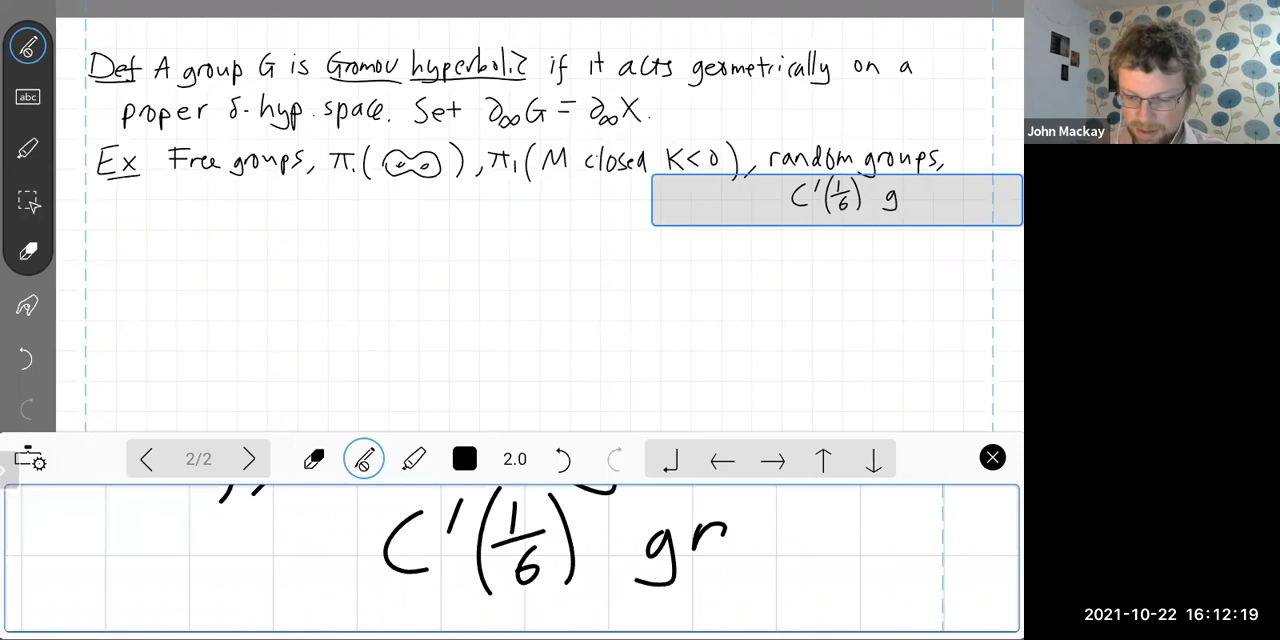 Def A group G is Gromov hyperbolic if it acts geometrically on a
proper δ-hyp. space. Set ∂∞G = ∂∞X.
Ex Free groups, π₁( ), π₁(M closed K<0), random groups,
C'(1/6) g
John Mackay
abc
2/2
2.0
C'(1/6) gr
2021-10-22 16:12:19